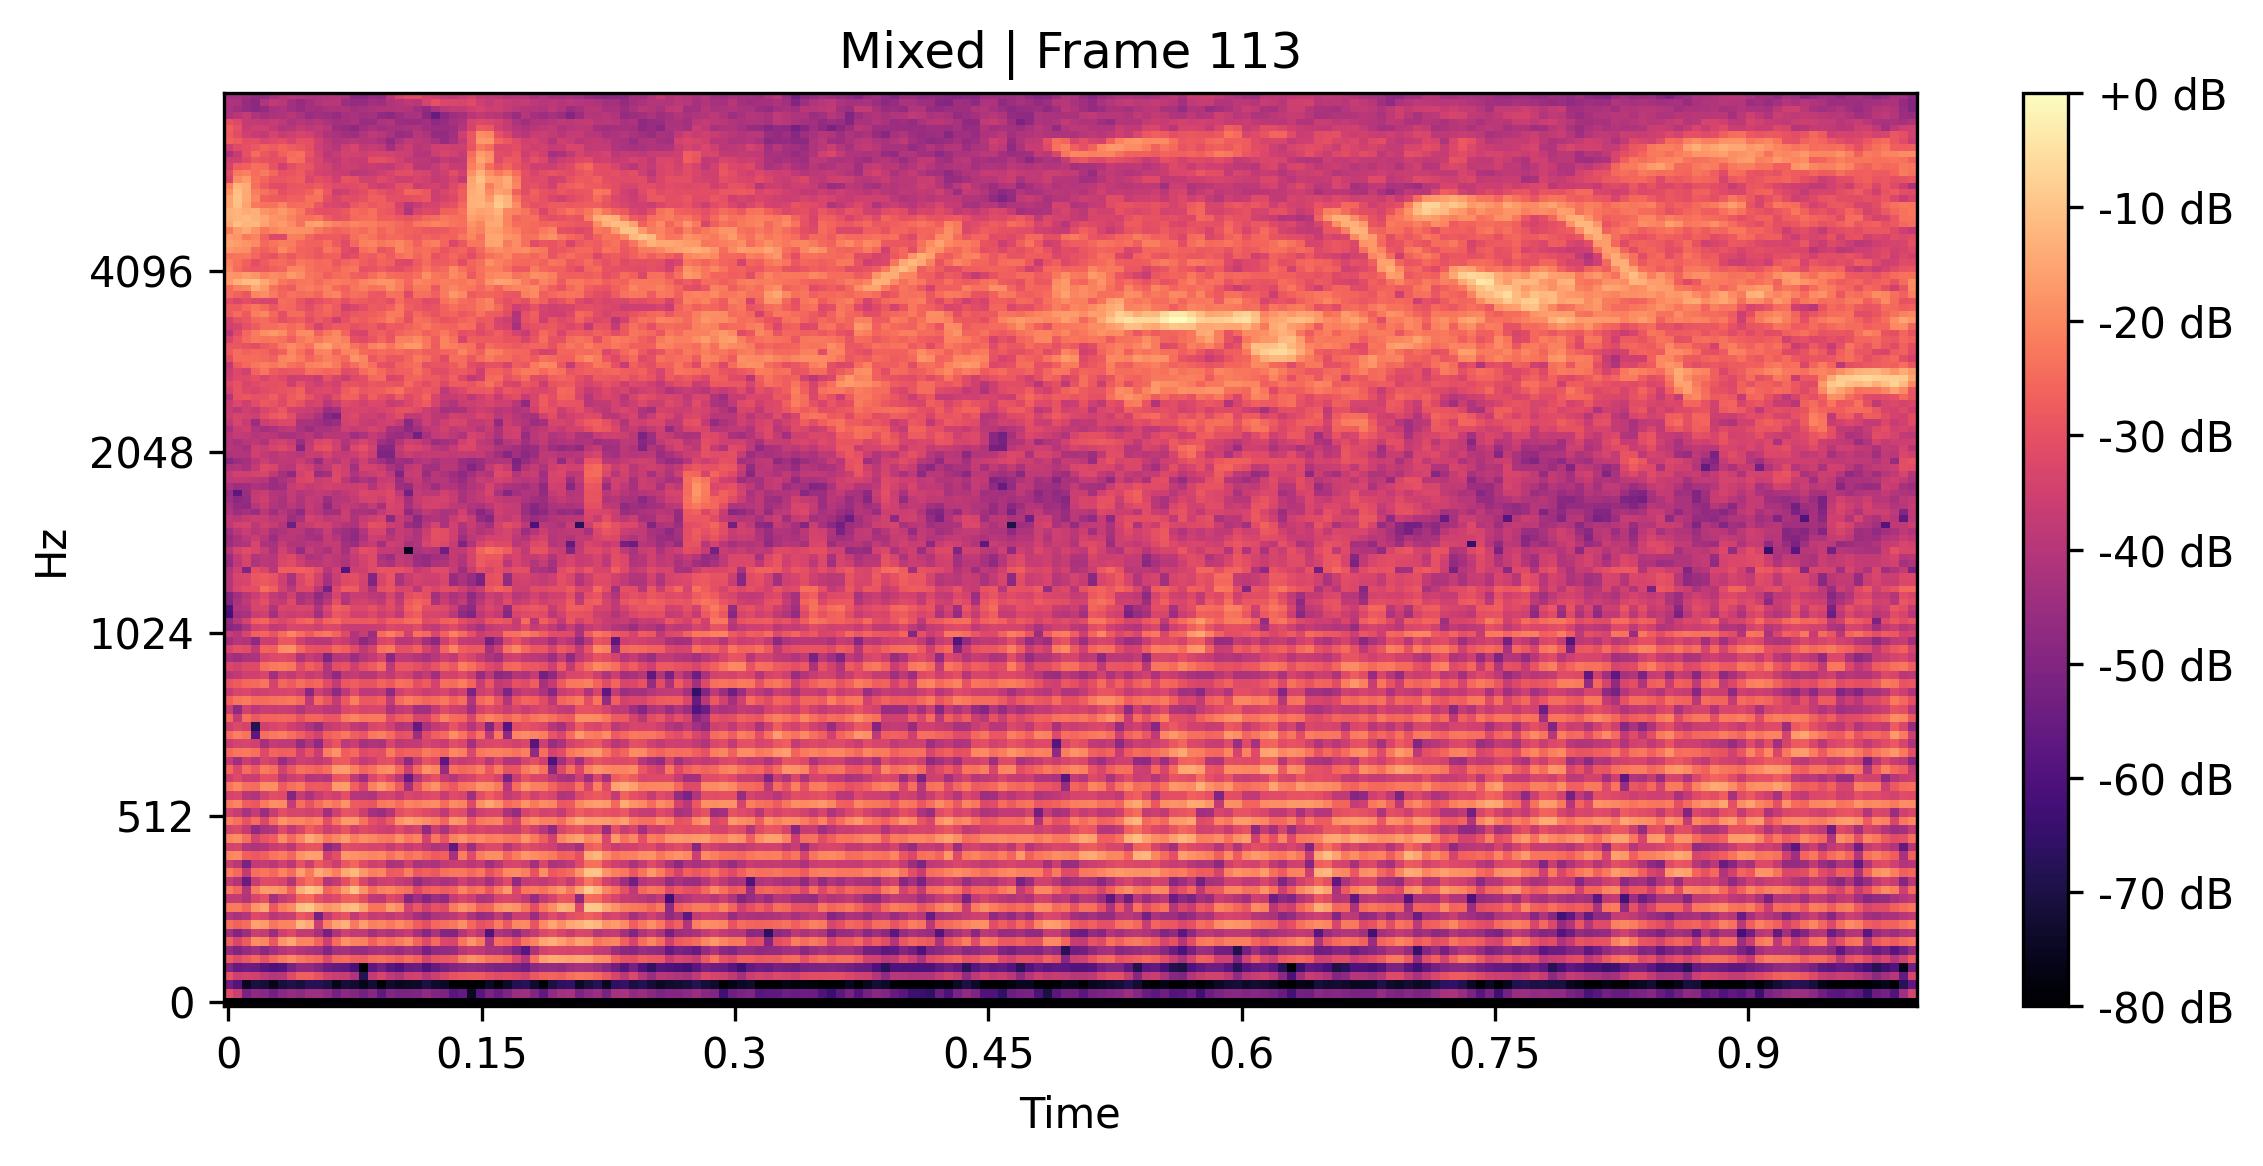 Mixed | Frame 113
Hz
4096
2048
1024
512
0
0 0.15 0.3 0.45 0.6 0.75 0.9
Time
+0 dB
-10 dB
-20 dB
-30 dB
-40 dB
-50 dB
-60 dB
-70 dB
-80 dB